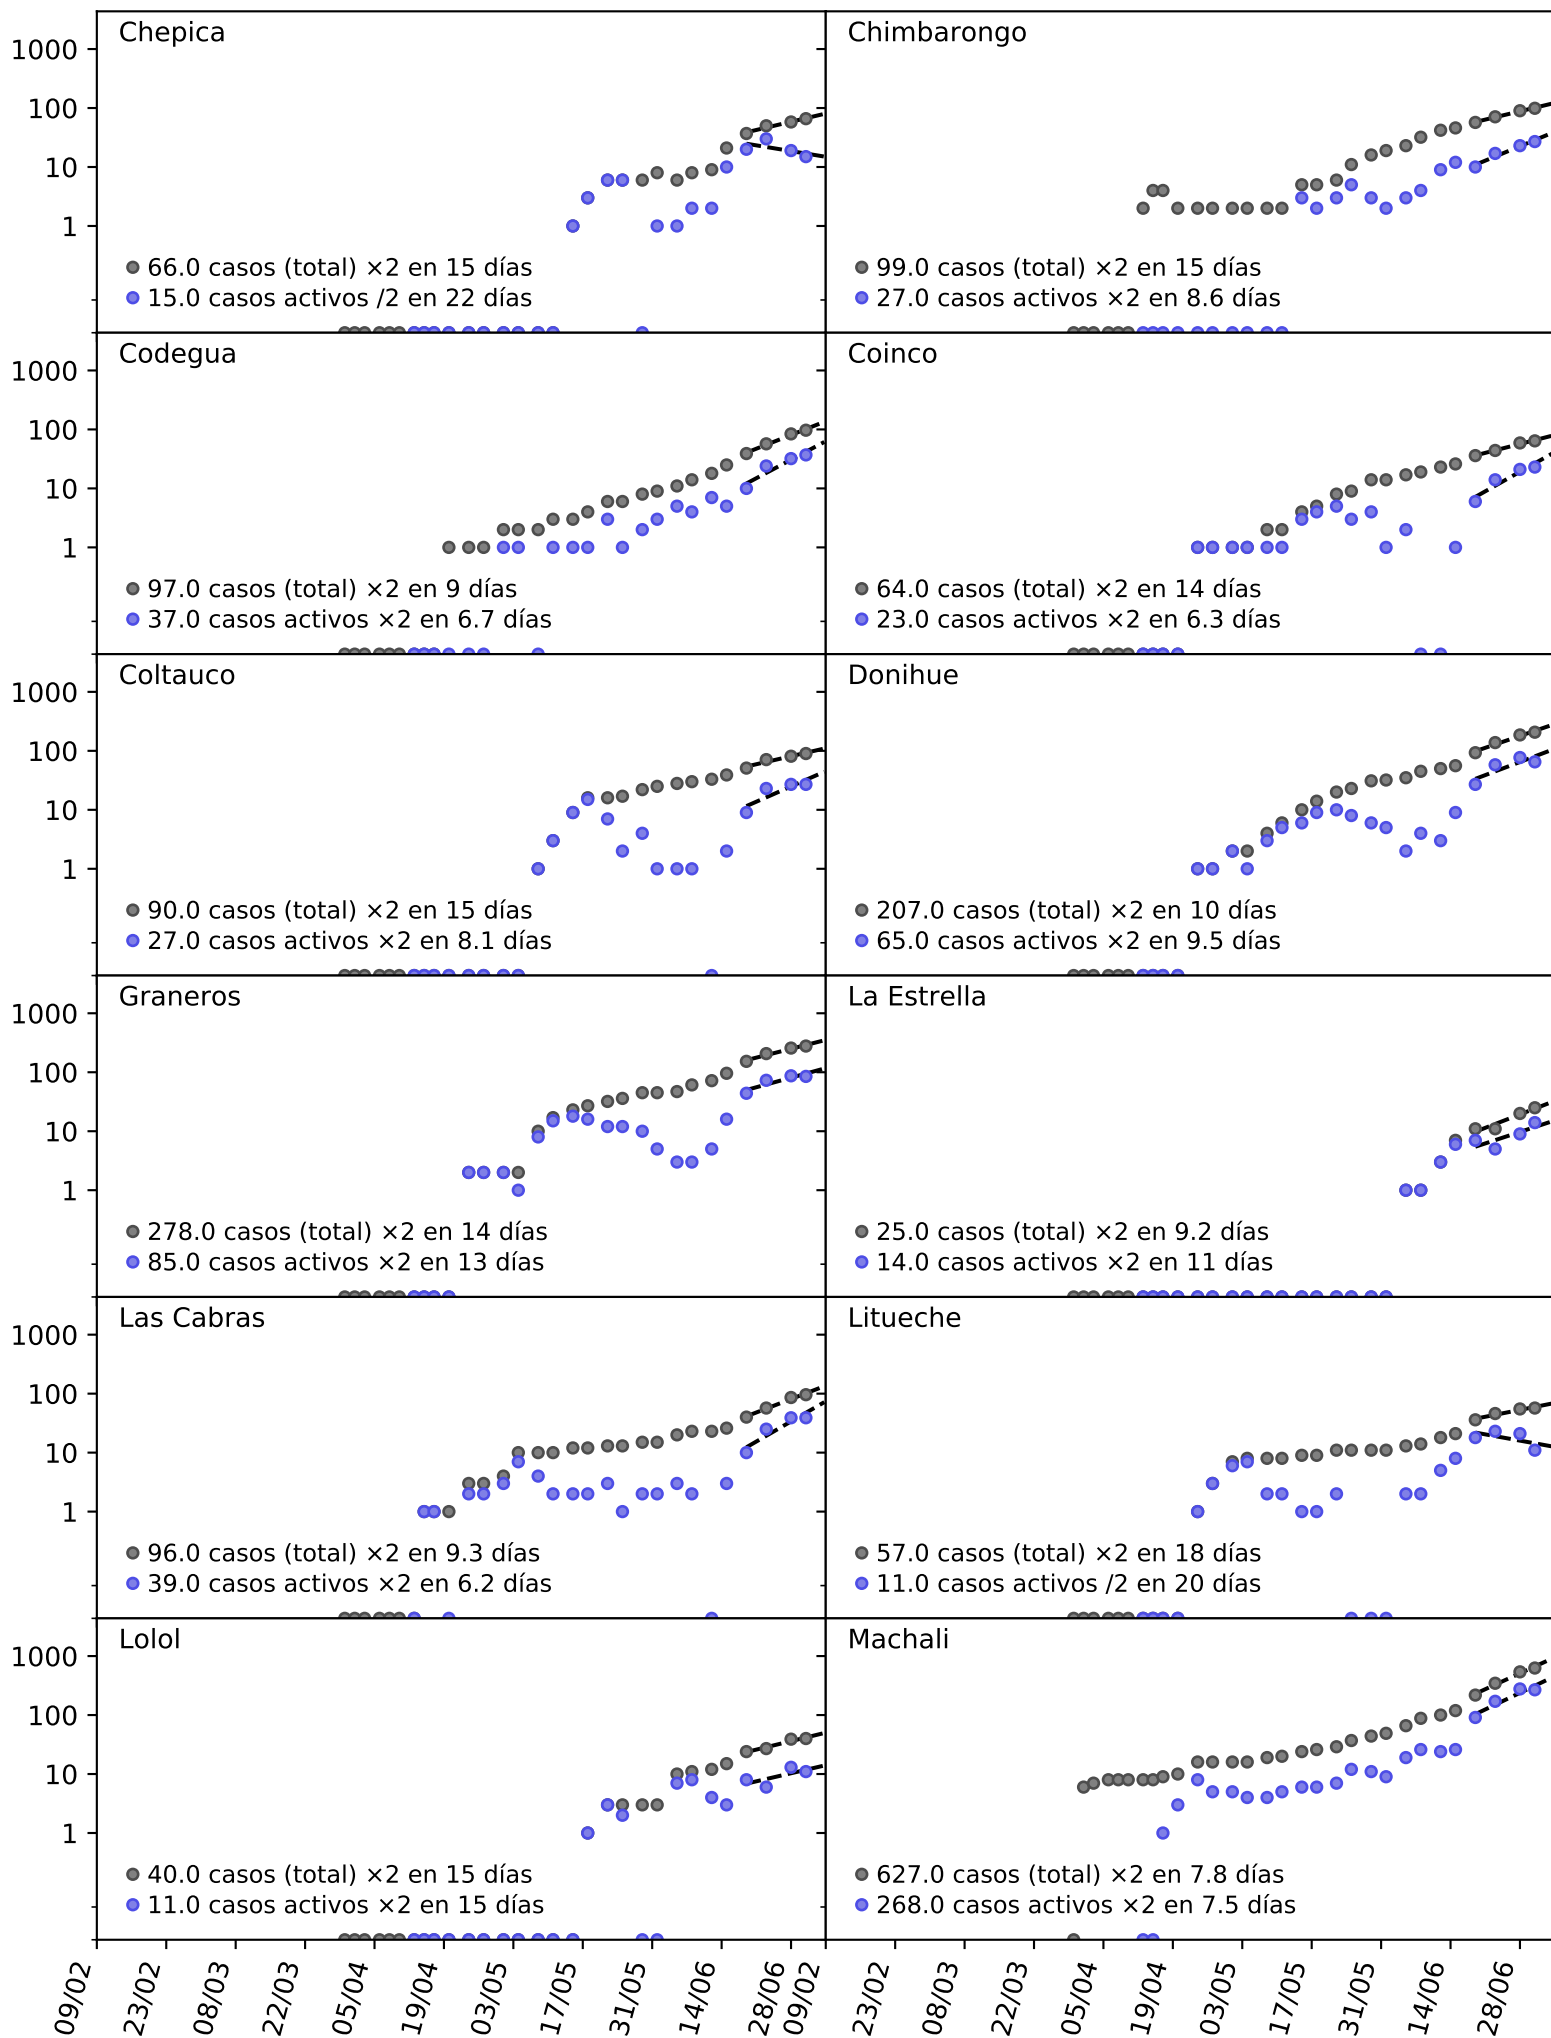 Chepica
Chimbarongo
1000
100
10
1
66.0 casos (total) ×2 en 15 días
15.0 casos activos /2 en 22 días
99.0 casos (total) ×2 en 15 días
27.0 casos activos ×2 en 8.6 días
Codegua
Coinco
1000
100
10
1
97.0 casos (total) ×2 en 9 días
37.0 casos activos ×2 en 6.7 días
64.0 casos (total) ×2 en 14 días
23.0 casos activos ×2 en 6.3 días
Coltauco
Donihue
1000
100
10
1
90.0 casos (total) ×2 en 15 días
27.0 casos activos ×2 en 8.1 días
207.0 casos (total) ×2 en 10 días
65.0 casos activos ×2 en 9.5 días
Graneros
La Estrella
1000
100
10
1
278.0 casos (total) ×2 en 14 días
85.0 casos activos ×2 en 13 días
25.0 casos (total) ×2 en 9.2 días
14.0 casos activos ×2 en 11 días
Las Cabras
Litueche
1000
100
10
1
96.0 casos (total) ×2 en 9.3 días
39.0 casos activos ×2 en 6.2 días
57.0 casos (total) ×2 en 18 días
11.0 casos activos /2 en 20 días
Lolol
Machali
1000
100
10
1
40.0 casos (total) ×2 en 15 días
11.0 casos activos ×2 en 15 días
627.0 casos (total) ×2 en 7.8 días
268.0 casos activos ×2 en 7.5 días
09/02
23/02
08/03
22/03
05/04
19/04
03/05
17/05
31/05
14/06
28/06
09/02
23/02
08/03
22/03
05/04
19/04
03/05
17/05
31/05
14/06
28/06